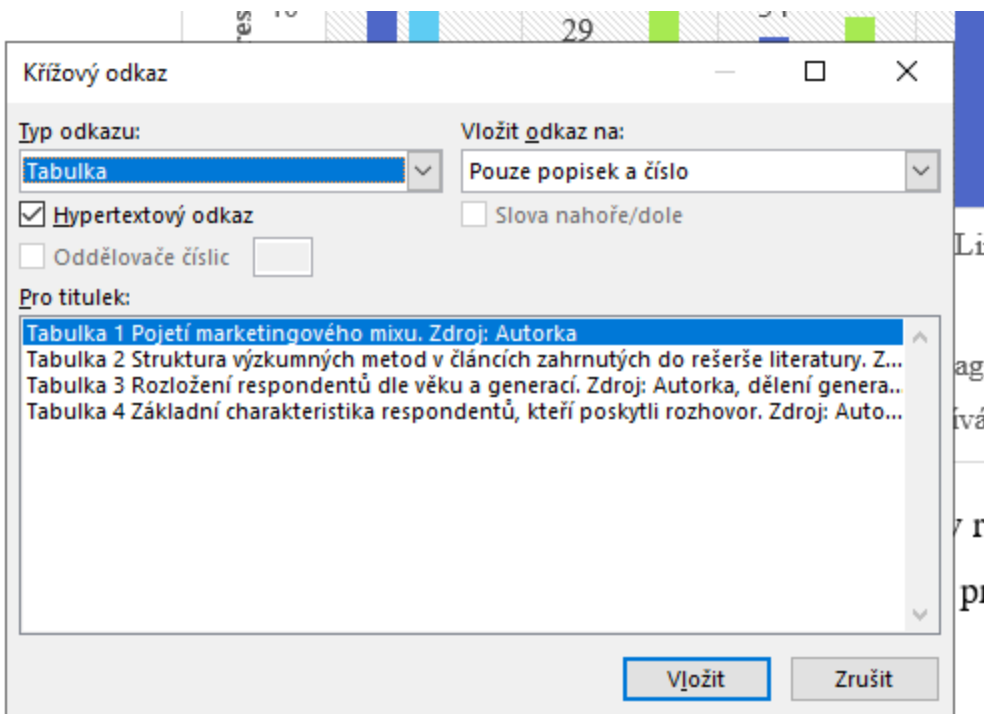 29
Křížový odkaz
Typ odkazu:
Vložit odkaz na:
Tabulka
Pouze popisek a číslo
Hypertextový odkaz
Slova nahoře/dole
Oddělovače číslic
Pro titulek:
Tabulka 1 Pojetí marketingového mixu. Zdroj: Autorka
Tabulka 2 Struktura výzkumných metod v článcích zahrnutých do rešerše literatury. Z...
Tabulka 3 Rozložení respondentů dle věku a generací. Zdroj: Autorka, dělení genera...
Tabulka 4 Základní charakteristika respondentů, kteří poskytli rozhovor. Zdroj: Auto...
Vložit
Zrušit